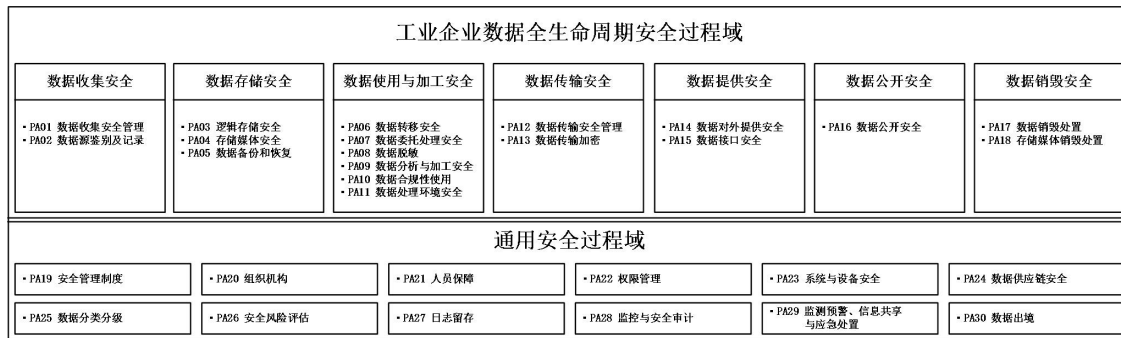 工业企业数据全生命周期安全过程域
数据收集安全
▪ PA01 数据收集安全管理
▪ PA02 数据源鉴别及记录
数据存储安全
▪ PA03 逻辑存储安全
▪ PA04 存储媒体安全
▪ PA05 数据备份和恢复
数据使用与加工安全
▪ PA06 数据转移安全
▪ PA07 数据委托处理安全
▪ PA08 数据脱敏
▪ PA09 数据分析与加工安全
▪ PA10 数据合规性使用
▪ PA11 数据处理环境安全
数据传输安全
▪ PA12 数据传输安全管理
▪ PA13 数据传输加密
数据提供安全
▪ PA14 数据对外提供安全
▪ PA15 数据接口安全
数据公开安全
▪ PA16 数据公开安全
数据销毁安全
▪ PA17 数据销毁处置
▪ PA18 存储媒体销毁处置
通用安全过程域
▪ PA19 安全管理制度
▪ PA20 组织机构
▪ PA21 人员保障
▪ PA22 权限管理
▪ PA23 系统与设备安全
▪ PA24 数据供应链安全
▪ PA25 数据分类分级
▪ PA26 安全风险评估
▪ PA27 日志留存
▪ PA28 监控与安全审计
▪ PA29 监测预警、信息共享
与应急处置
▪ PA30 数据出境